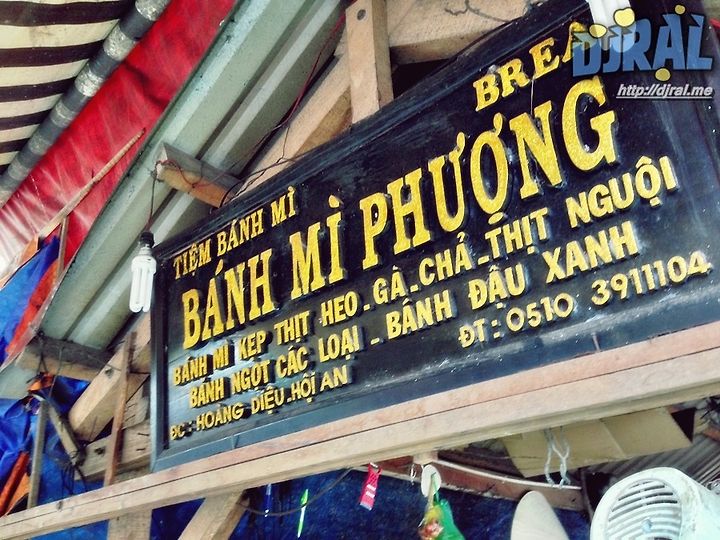 DJRAL
http://djral.me
BREA
TIỆM BÁNH MÌ
BÁNH MÌ PHƯỢNG
BÁNH MÌ KẸP THỊT HEO - GÀ - CHẢ - THỊT NGUỘI
BÁNH NGỌT CÁC LOẠI - BÁNH ĐẬU XANH
ĐC : HOÀNG DIỆU - HỘI AN
ĐT : 0510 3911104